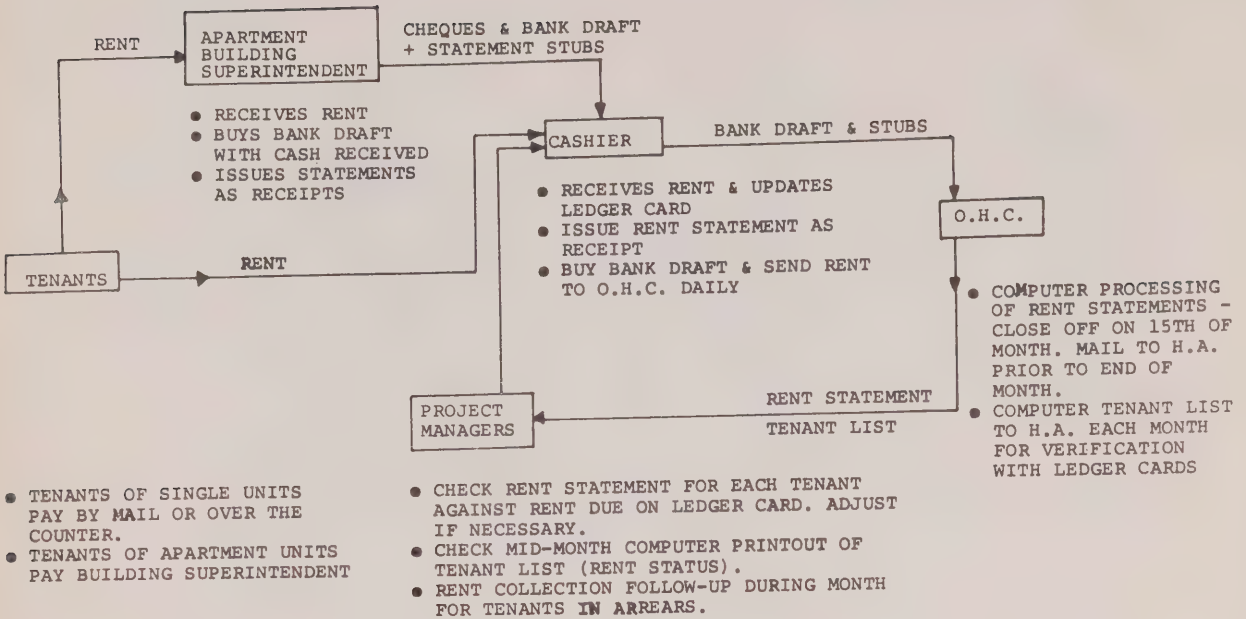 RENT
APARTMENT
BUILDING
SUPERINTENDENT
CHEQUES & BANK DRAFT
+ STATEMENT STUBS
● RECEIVES RENT
● BUYS BANK DRAFT
WITH CASH RECEIVED
● ISSUES STATEMENTS
AS RECEIPTS
CASHIER
BANK DRAFT & STUBS
● RECEIVES RENT & UPDATES
LEDGER CARD
● ISSUE RENT STATEMENT AS
RECEIPT
● BUY BANK DRAFT & SEND RENT
TO O.H.C. DAILY
O.H.C.
TENANTS
RENT
● COMPUTER PROCESSING
OF RENT STATEMENTS -
CLOSE OFF ON 15TH OF
MONTH. MAIL TO H.A.
PRIOR TO END OF
MONTH.
● COMPUTER TENANT LIST
TO H.A. EACH MONTH
FOR VERIFICATION
WITH LEDGER CARDS
PROJECT
MANAGERS
RENT STATEMENT
TENANT LIST
● TENANTS OF SINGLE UNITS
PAY BY MAIL OR OVER THE
COUNTER.
● TENANTS OF APARTMENT UNITS
PAY BUILDING SUPERINTENDENT
● CHECK RENT STATEMENT FOR EACH TENANT
AGAINST RENT DUE ON LEDGER CARD. ADJUST
IF NECESSARY.
● CHECK MID-MONTH COMPUTER PRINTOUT OF
TENANT LIST (RENT STATUS).
● RENT COLLECTION FOLLOW-UP DURING MONTH
FOR TENANTS IN ARREARS.